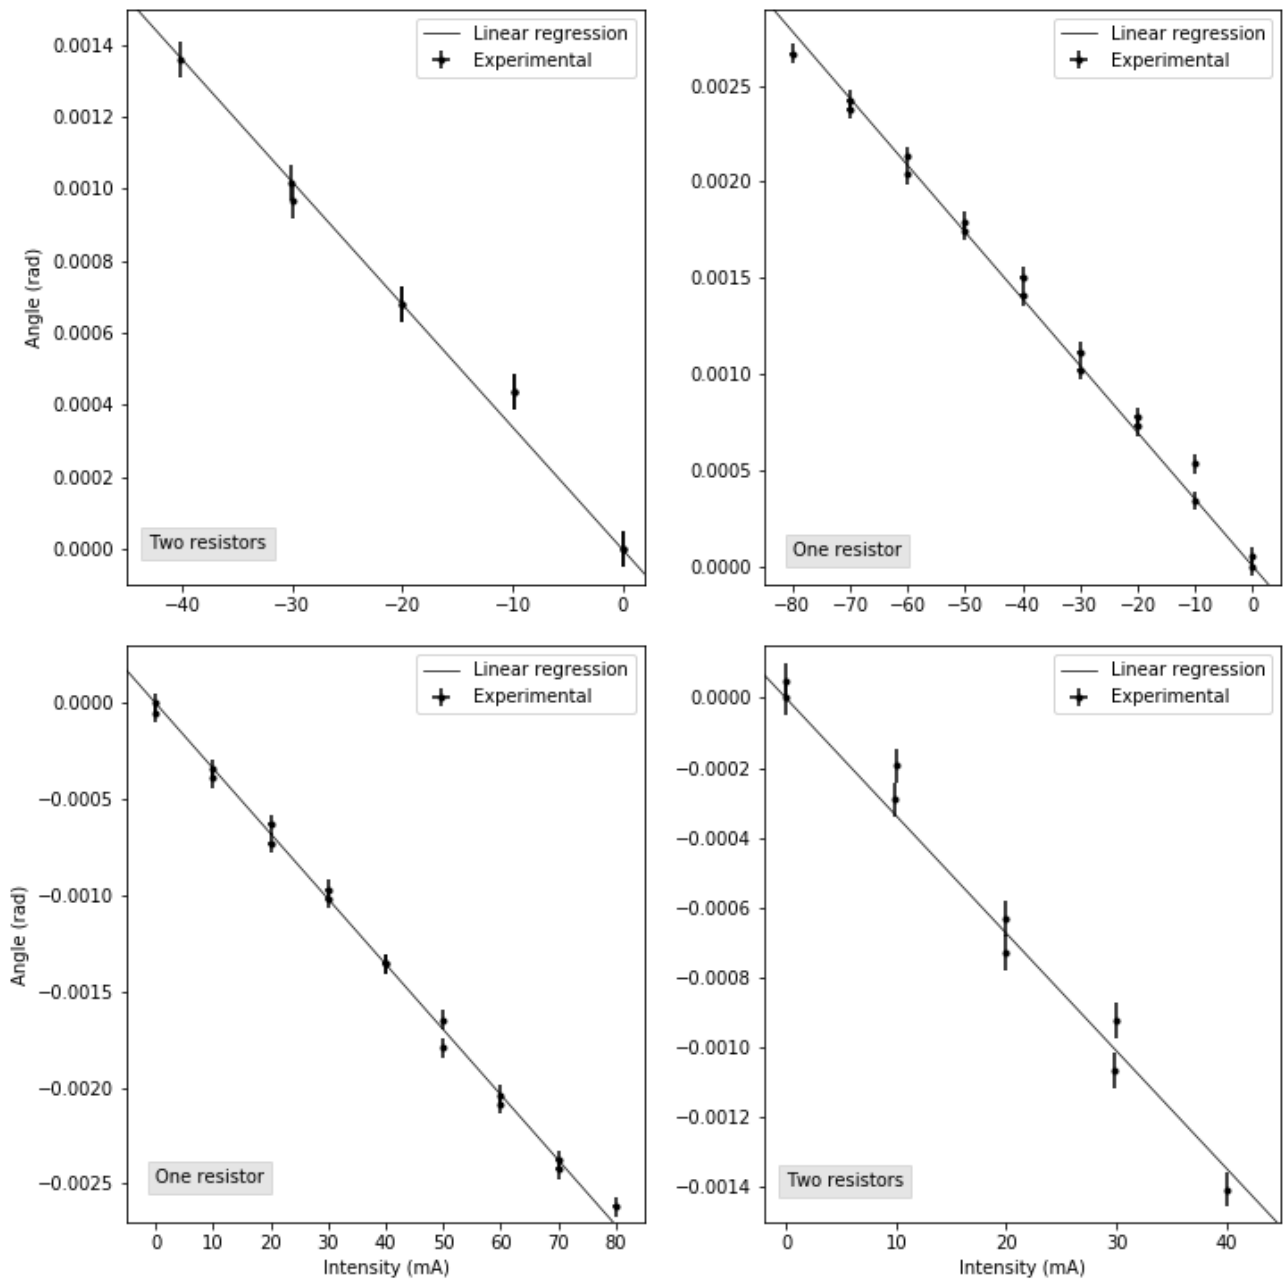 Linear regression
Experimental
0.0014
0.0012
0.0010
0.0008
0.0006
0.0004
0.0002
0.0000
Angle (rad)
Two resistors
−40 −30 −20 −10 0
Linear regression
Experimental
0.0025
0.0020
0.0015
0.0010
0.0005
0.0000
One resistor
−80 −70 −60 −50 −40 −30 −20 −10 0
Linear regression
Experimental
0.0000
−0.0005
−0.0010
−0.0015
−0.0020
−0.0025
Angle (rad)
One resistor
0 10 20 30 40 50 60 70 80
Intensity (mA)
Linear regression
Experimental
0.0000
−0.0002
−0.0004
−0.0006
−0.0008
−0.0010
−0.0012
−0.0014
Two resistors
0 10 20 30 40
Intensity (mA)